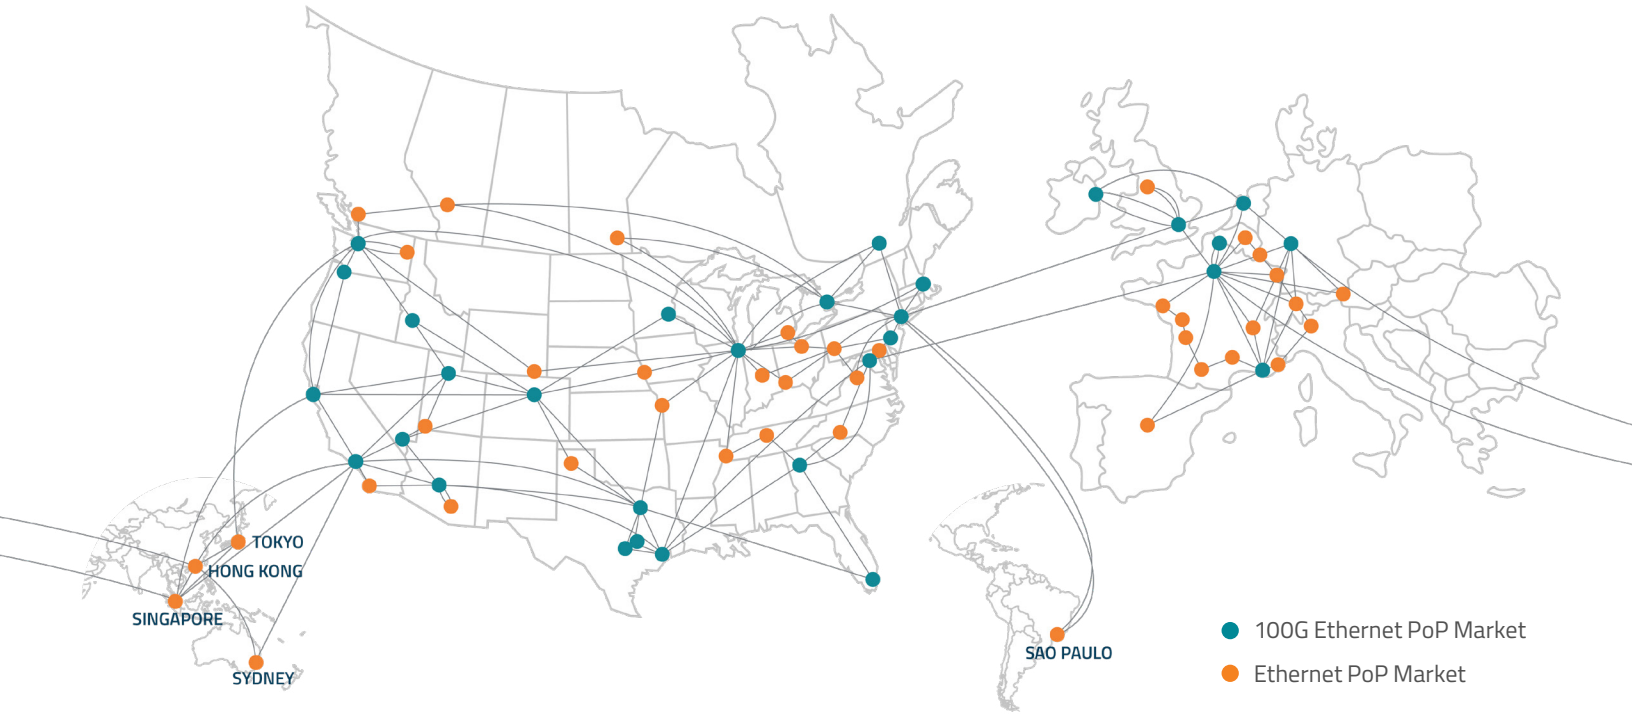 TOKYO
HONG KONG
SINGAPORE
SYDNEY
SAO PAULO
100G Ethernet PoP Market
Ethernet PoP Market